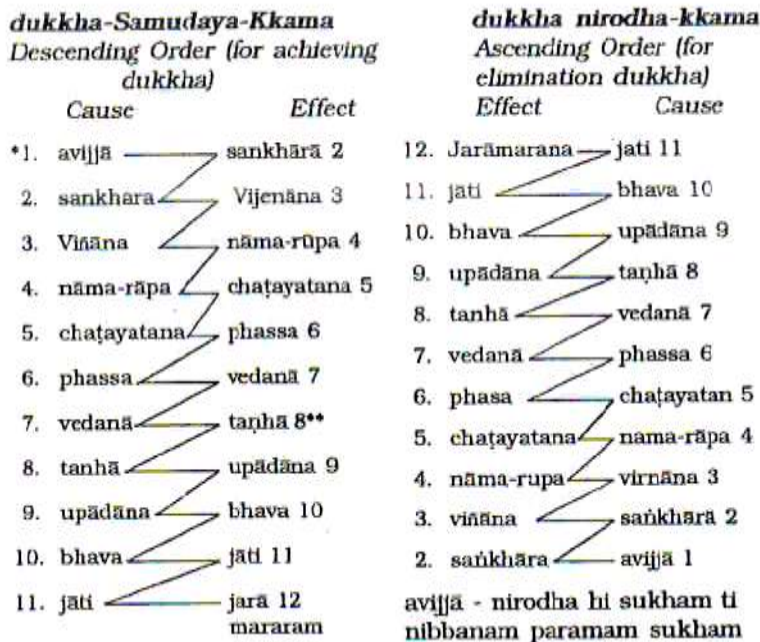 dukkha-Samudaya-Kkama
Descending Order (for achieving
dukkha)
Cause Effect
*1. avijjā sankhārā 2
2. sankhara Vijenāna 3
3. Viñāna nāma-rūpa 4
4. nāma-rāpa chaṭayatana 5
5. chaṭayatana phassa 6
6. phassa vedanā 7
7. vedanā taṇhā 8**
8. tanhā upādāna 9
9. upādāna bhava 10
10. bhava jāti 11
11. jāti jarā 12
mararam
dukkha nirodha-kkama
Ascending Order (for
elimination dukkha)
Effect Cause
12. Jarāmarana jati 11
11. jāti bhava 10
10. bhava upādāna 9
9. upādāna taṇhā 8
8. tanhā vedanā 7
7. vedanā phassa 6
6. phasa chaṭayatan 5
5. chaṭayatana nama-rāpa 4
4. nāma-rupa virnāna 3
3. viñāna saṅkhārā 2
2. saṅkhāra avijjā 1
avijjā - nirodha hi sukham ti
nibbanam paramam sukham